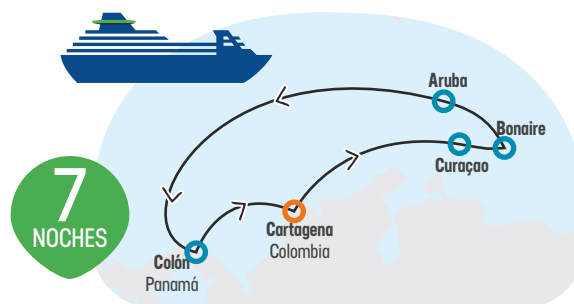 Aruba
Bonaire
Curaçao
7
NOCHES
Cartagena
Colombia
Colón
Panamá